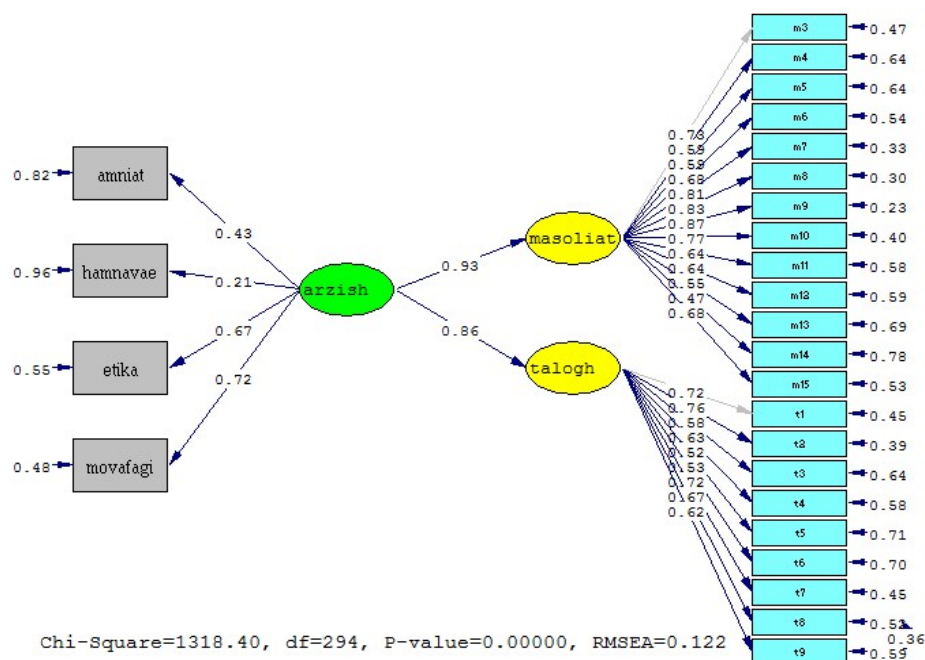 0.82 amniat
0.96 hamnavae
0.55 etika
0.48 movafagi
0.43
0.21
0.67
0.72
arzish
0.93
0.86
masoliat
talogh
0.73
0.59
0.59
0.68
0.81
0.83
0.87
0.77
0.64
0.64
0.55
0.47
0.68
0.72
0.76
0.58
0.63
0.52
0.53
0.72
0.67
0.62
m3 0.47
m4 0.64
m5 0.64
m6 0.54
m7 0.33
m8 0.30
m9 0.23
m10 0.40
m11 0.58
m12 0.59
m13 0.69
m14 0.78
m15 0.53
t1 0.45
t2 0.39
t3 0.64
t4 0.58
t5 0.71
t6 0.70
t7 0.45
t8
0.36
t9 0.59
Chi-Square=1318.40, df=294, P-value=0.00000, RMSEA=0.122